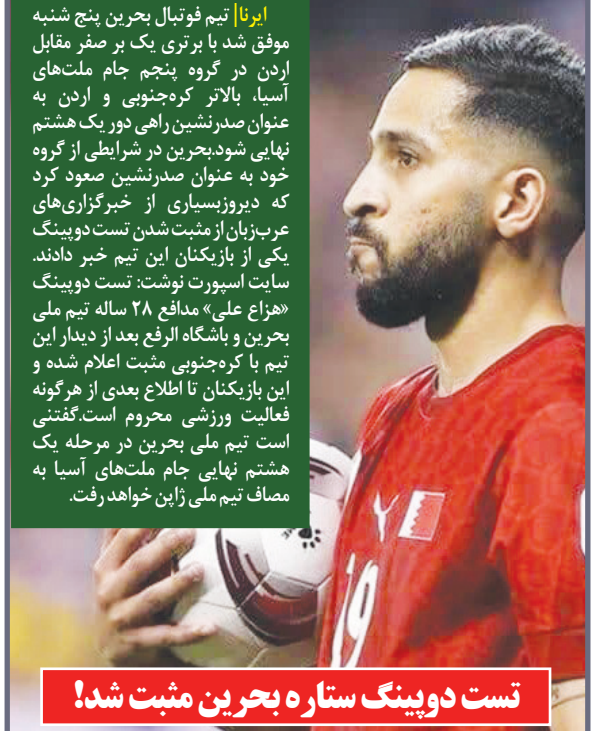 ایرنا| تیم فوتبال بحرین پنج شنبه
موفق شد با برتری یک بر صفر مقابل
اردن در گروه پنجم جام ملت‌های
آسیا، بالاتر کره‌جنوبی و اردن به
عنوان صدرنشین راهی دور یک هشتم
نهایی شود.بحرین در شرایطی از گروه
خود به عنوان صدرنشین صعود کرد
که دیروزبسیاری از خبرگزاری‌های
عرب‌زبان از مثبت شدن تست دوپینگ
یکی از بازیکنان این تیم خبر دادند.
سایت اسپورت نوشت: تست دوپینگ
«هزاع علی» مدافع ۲۸ ساله تیم ملی
بحرین و باشگاه الرفع بعد از دیدار این
تیم با کره‌جنوبی مثبت اعلام شده و
این بازیکنان تا اطلاع بعدی از هرگونه
فعالیت ورزشی محروم است.گفتنی
است تیم ملی بحرین در مرحله یک
هشتم نهایی جام ملت‌های آسیا به
مصاف تیم ملی ژاپن خواهد رفت.
19
تست دوپینگ ستاره بحرین مثبت شد!